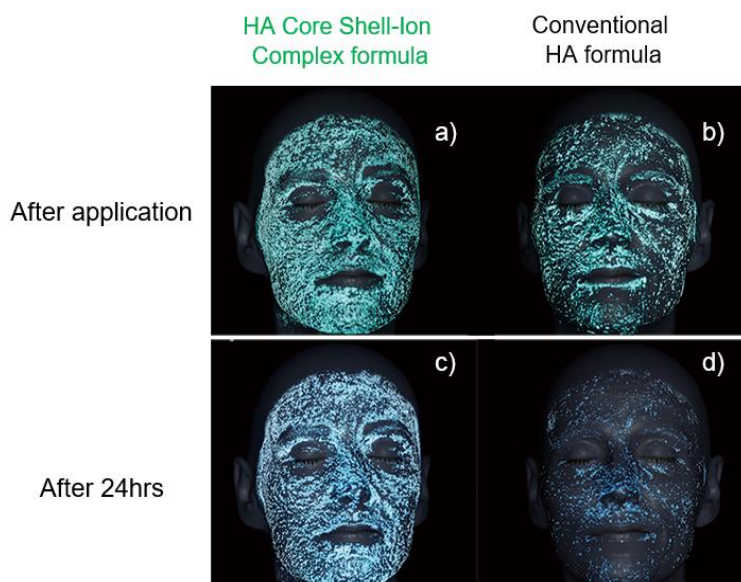 HA Core Shell-Ion
Complex formula
Conventional
HA formula
After application
a)
b)
After 24hrs
c)
d)